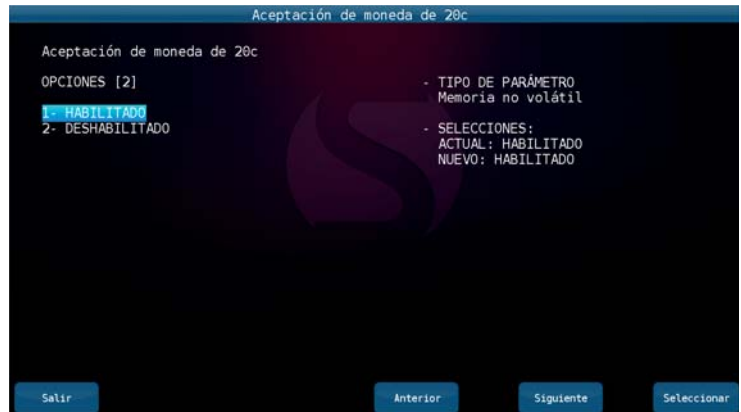 Aceptación de moneda de 20c
Aceptación de moneda de 20c
OPCIONES [2]
1- HABILITADO
2- DESHABILITADO
- TIPO DE PARÁMETRO
Memoria no volátil
- SELECCIONES:
ACTUAL: HABILITADO
NUEVO: HABILITADO
Salir
Anterior
Siguiente
Seleccionar